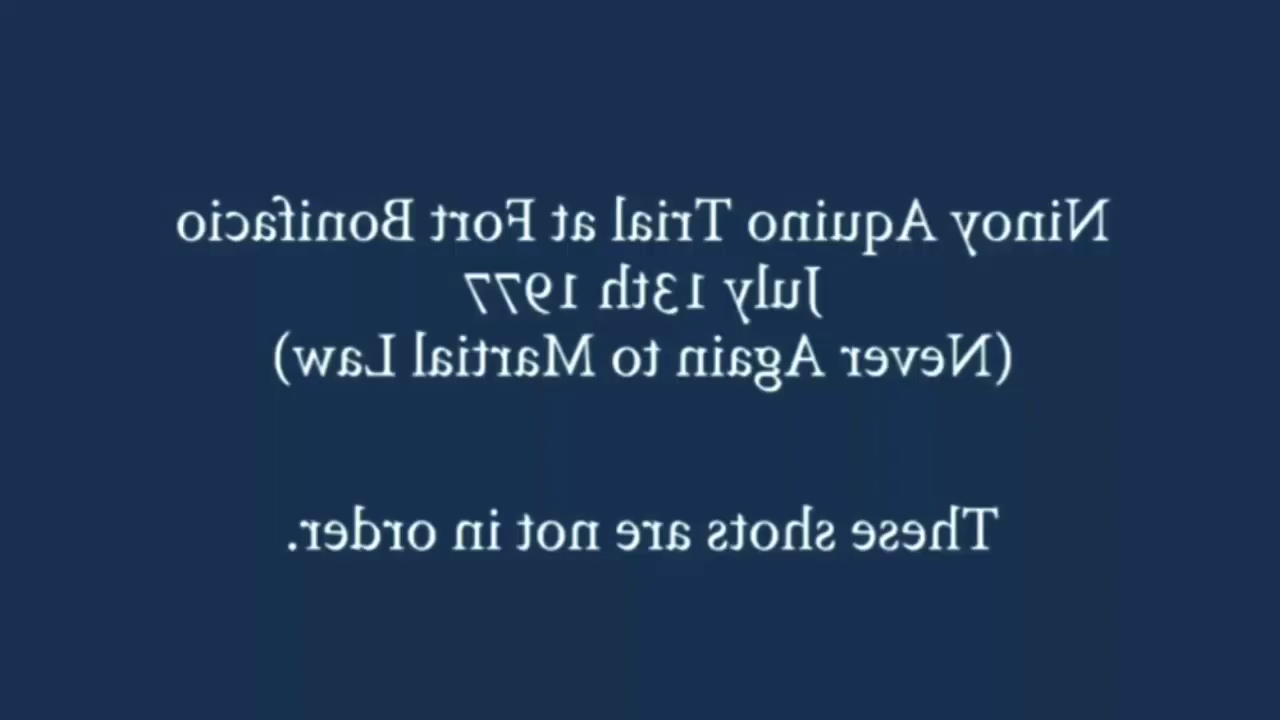 Ninoy Aquino Trial at Fort Bonifacio
July 13th 1977
(Never Again to Martial Law)
These shots are not in order.